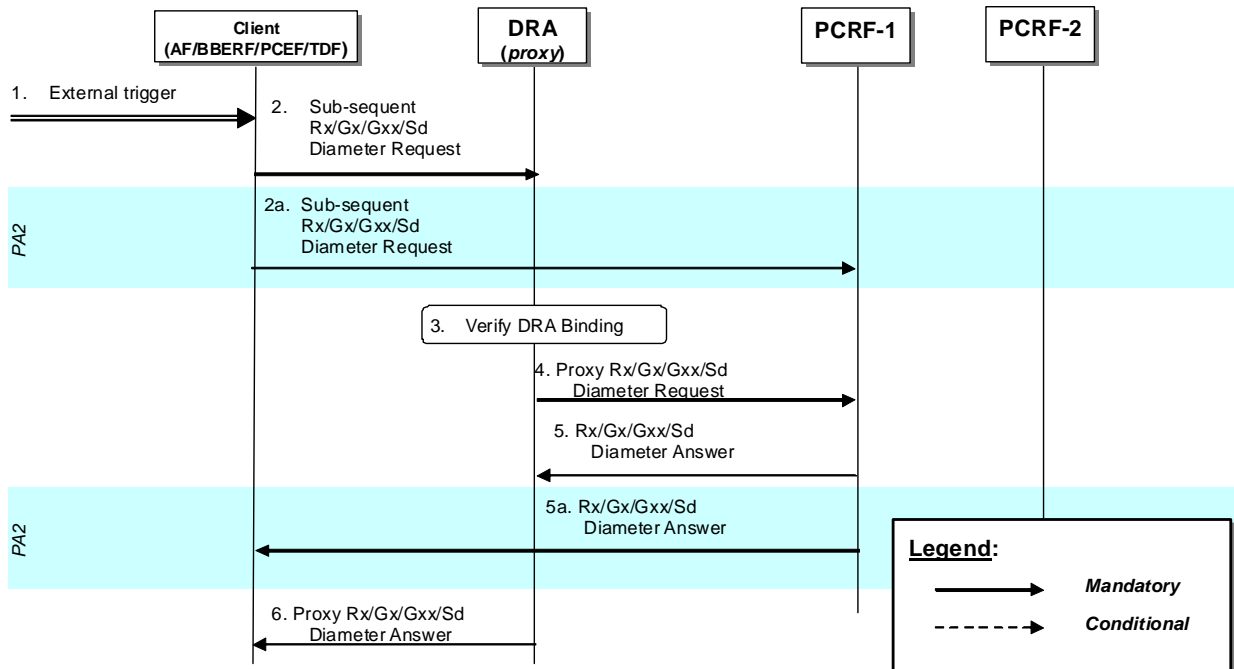 Client
(AF/BBERF/PCEF/TDF)
DRA
(proxy)
PCRF-1
PCRF-2
1. External trigger
2. Sub-sequent
Rx/Gx/Gxx/Sd
Diameter Request
PA2
2a. Sub-sequent
Rx/Gx/Gxx/Sd
Diameter Request
3. Verify DRA Binding
4. Proxy Rx/Gx/Gxx/Sd
Diameter Request
5. Rx/Gx/Gxx/Sd
Diameter Answer
PA2
5a. Rx/Gx/Gxx/Sd
Diameter Answer
6. Proxy Rx/Gx/Gxx/Sd
Diameter Answer
Legend:
Mandatory
Conditional